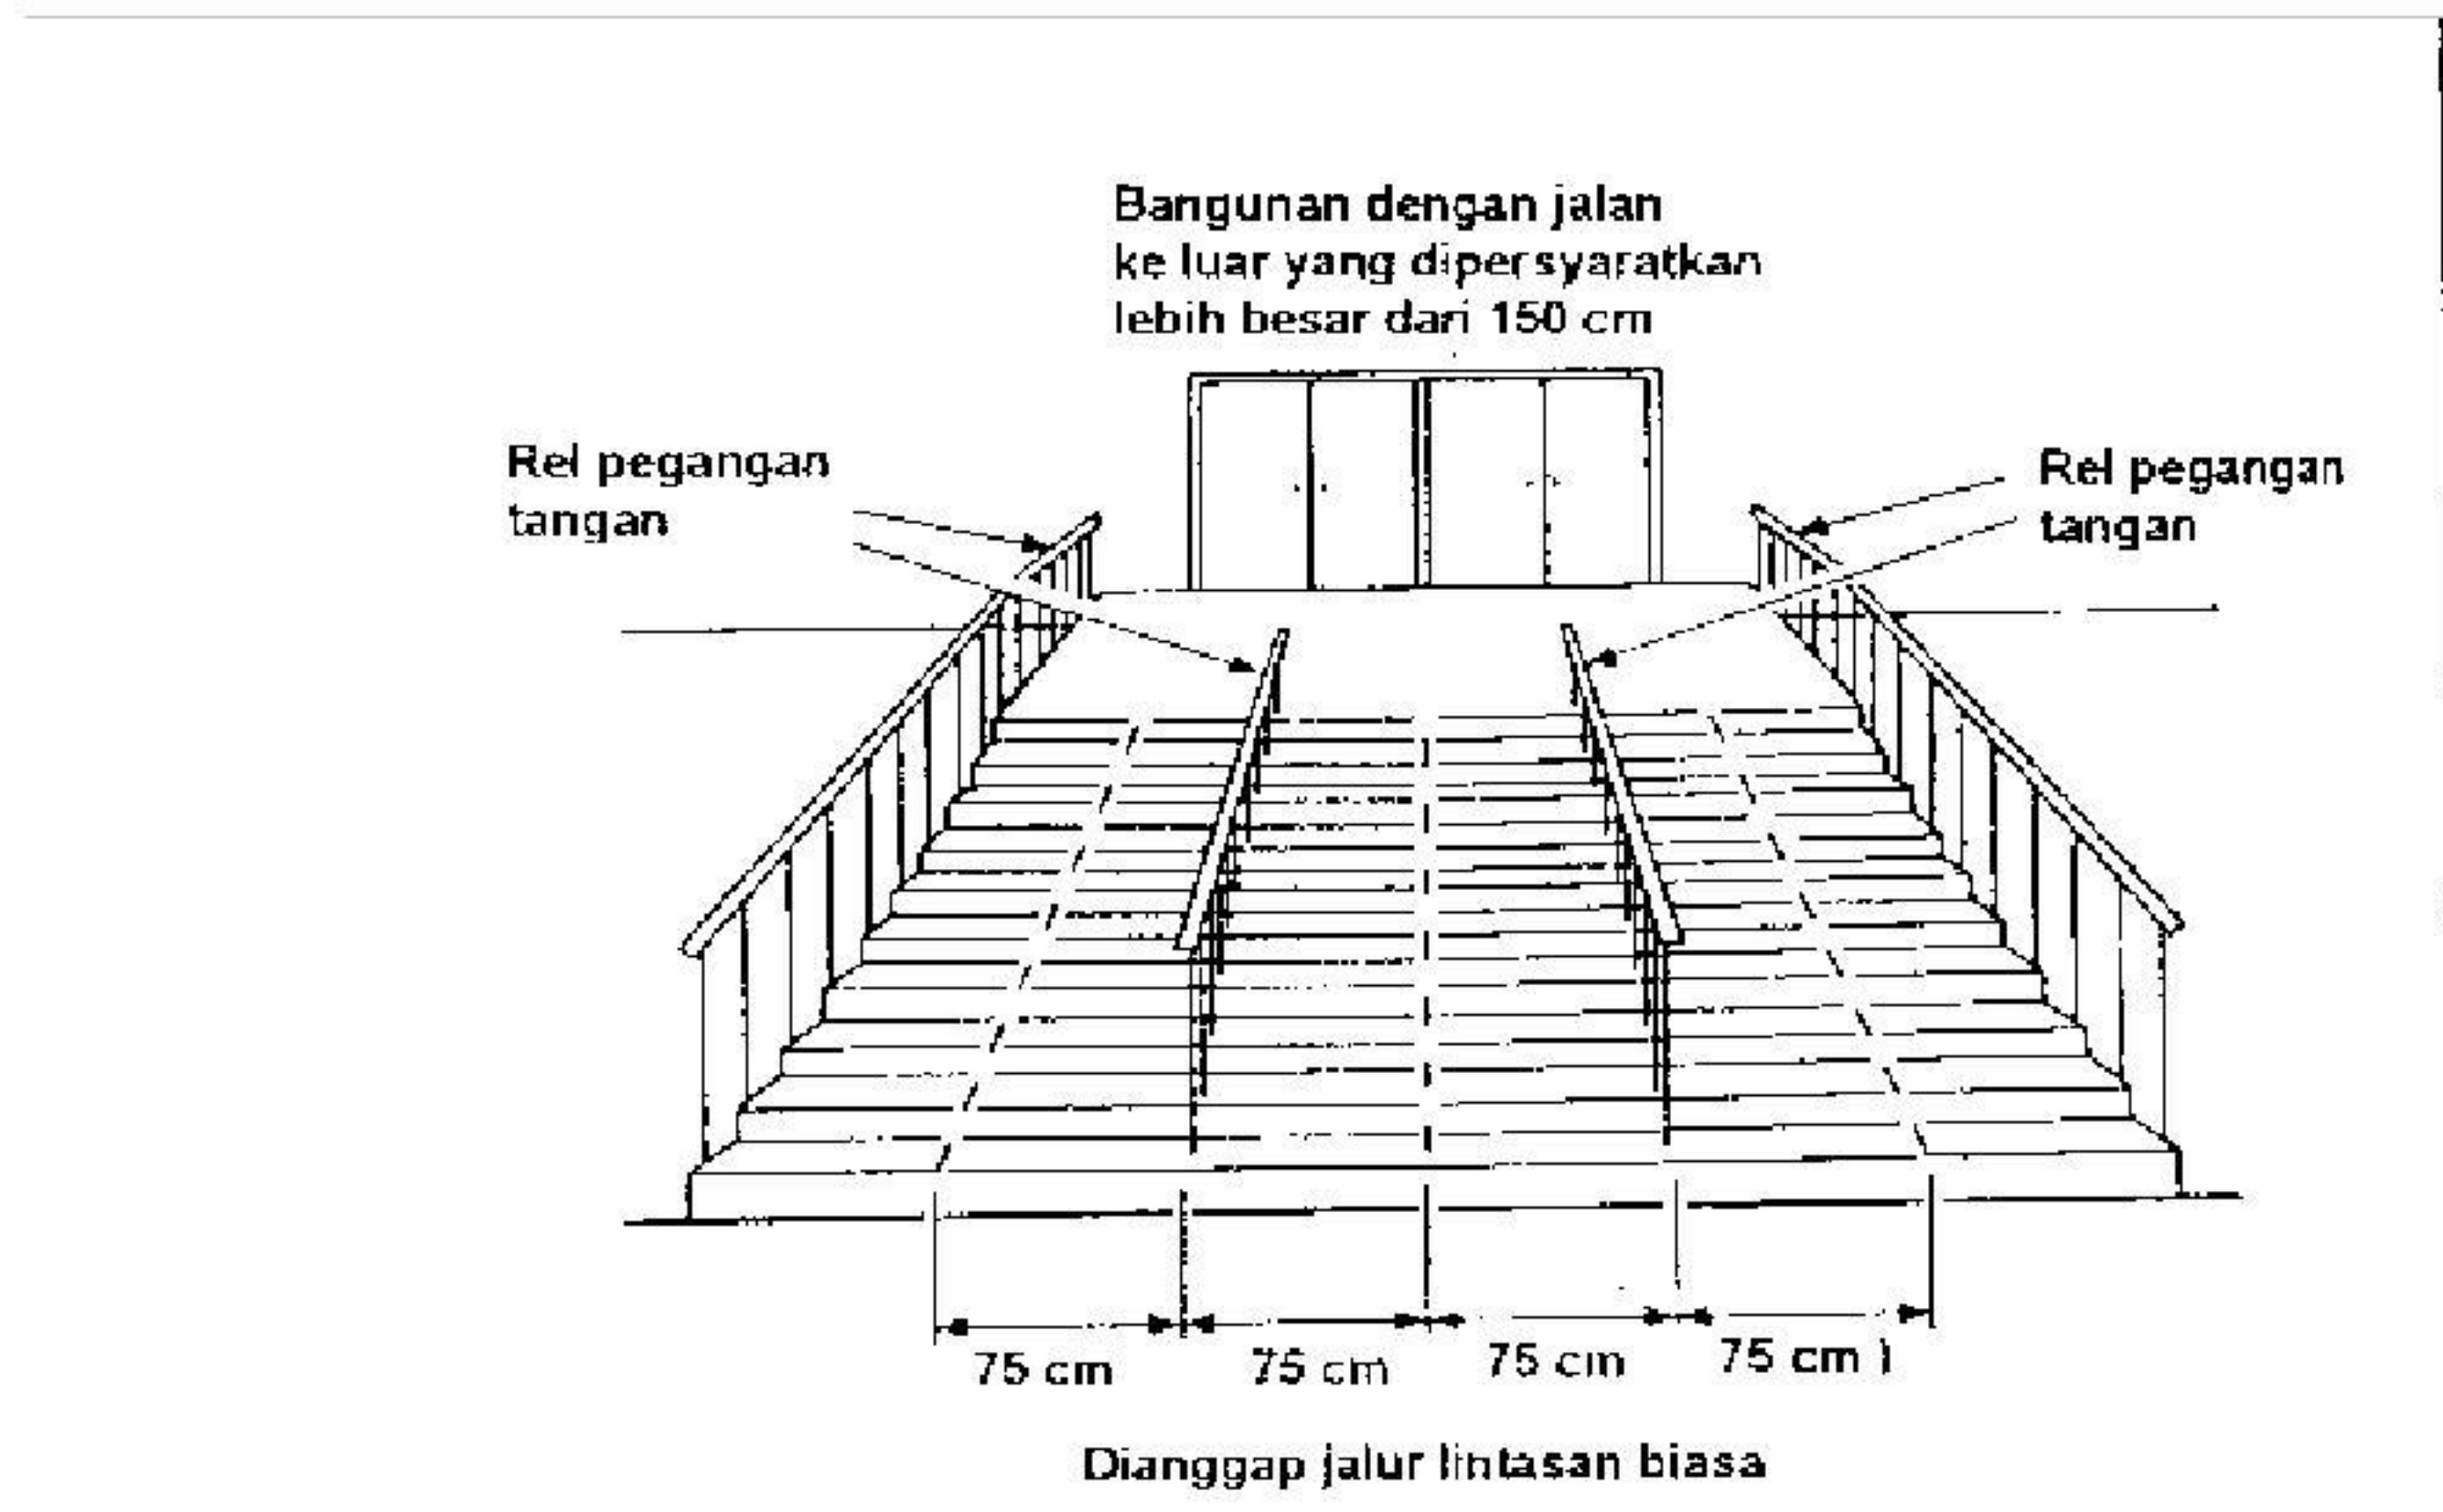 Bangunan dengan jalan
ke luar yang dipersyaratkan
lebih besar dari 150 cm
Rel pegangan
tangan
Rel pegangan
tangan
75 cm
75 cm
75 cm
75 cm
Dianggap jalur lintasan biasa